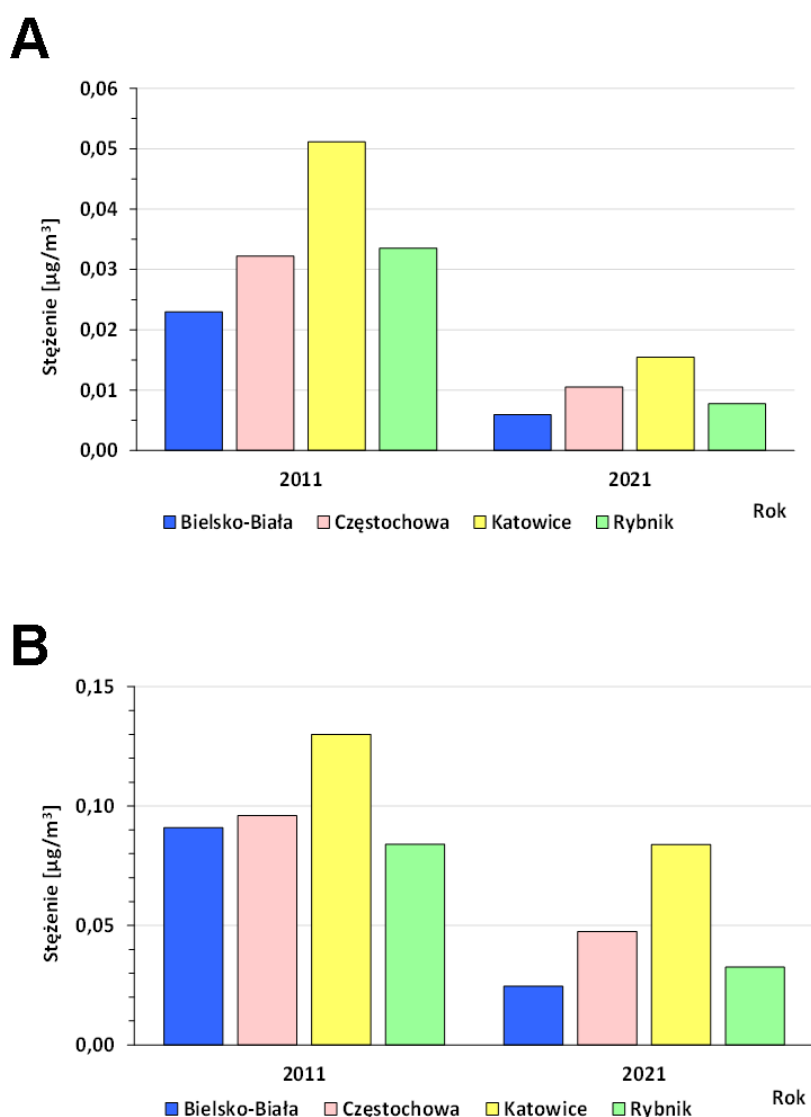 A
0,06
0,05
0,04
0,03
0,02
0,01
0,00
Stężenie [µg/m³]
2011 2021
Rok
Bielsko-Biała Częstochowa Katowice Rybnik
B
0,15
0,10
0,05
0,00
Stężenie [µg/m³]
2011 2021
Rok
Bielsko-Biała Częstochowa Katowice Rybnik